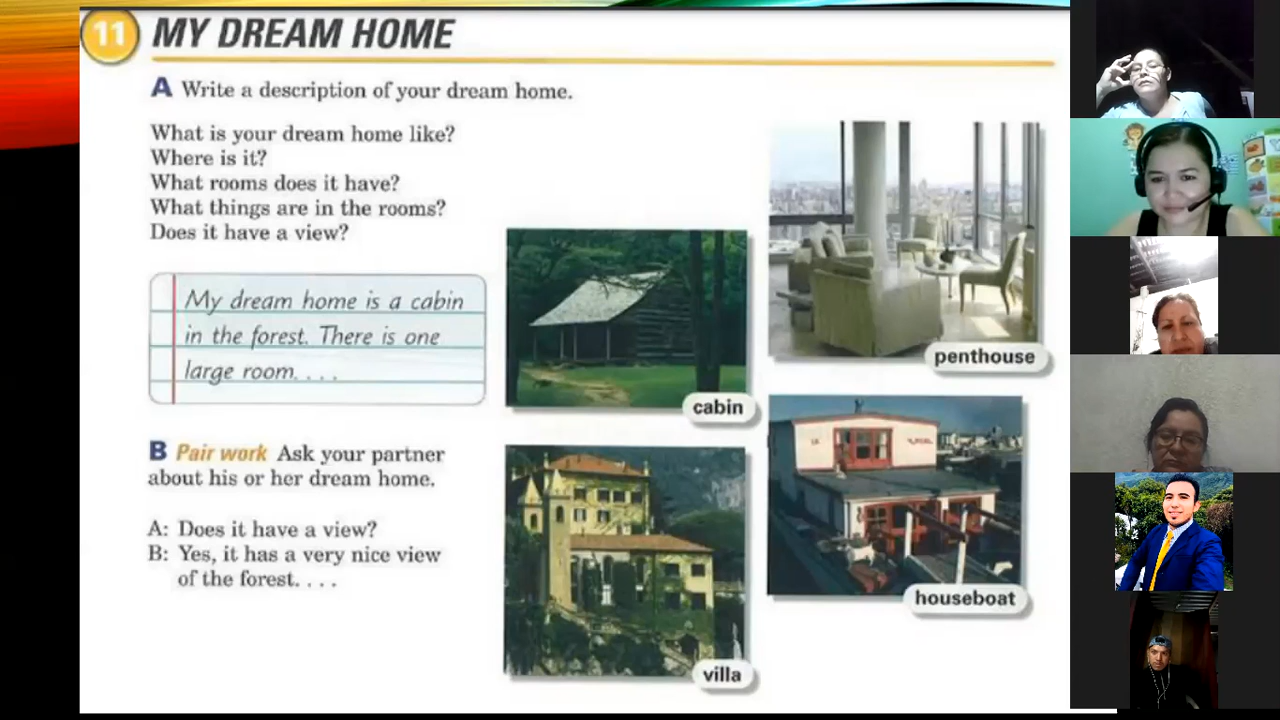 11 MY DREAM HOME
A Write a description of your dream home.
What is your dream home like?
Where is it?
What rooms does it have?
What things are in the rooms?
Does it have a view?
My dream home is a cabin
in the forest. There is one
large room. . . .
B Pair work Ask your partner
about his or her dream home.
A: Does it have a view?
B: Yes, it has a very nice view
of the forest. . . .
penthouse
cabin
houseboat
villa